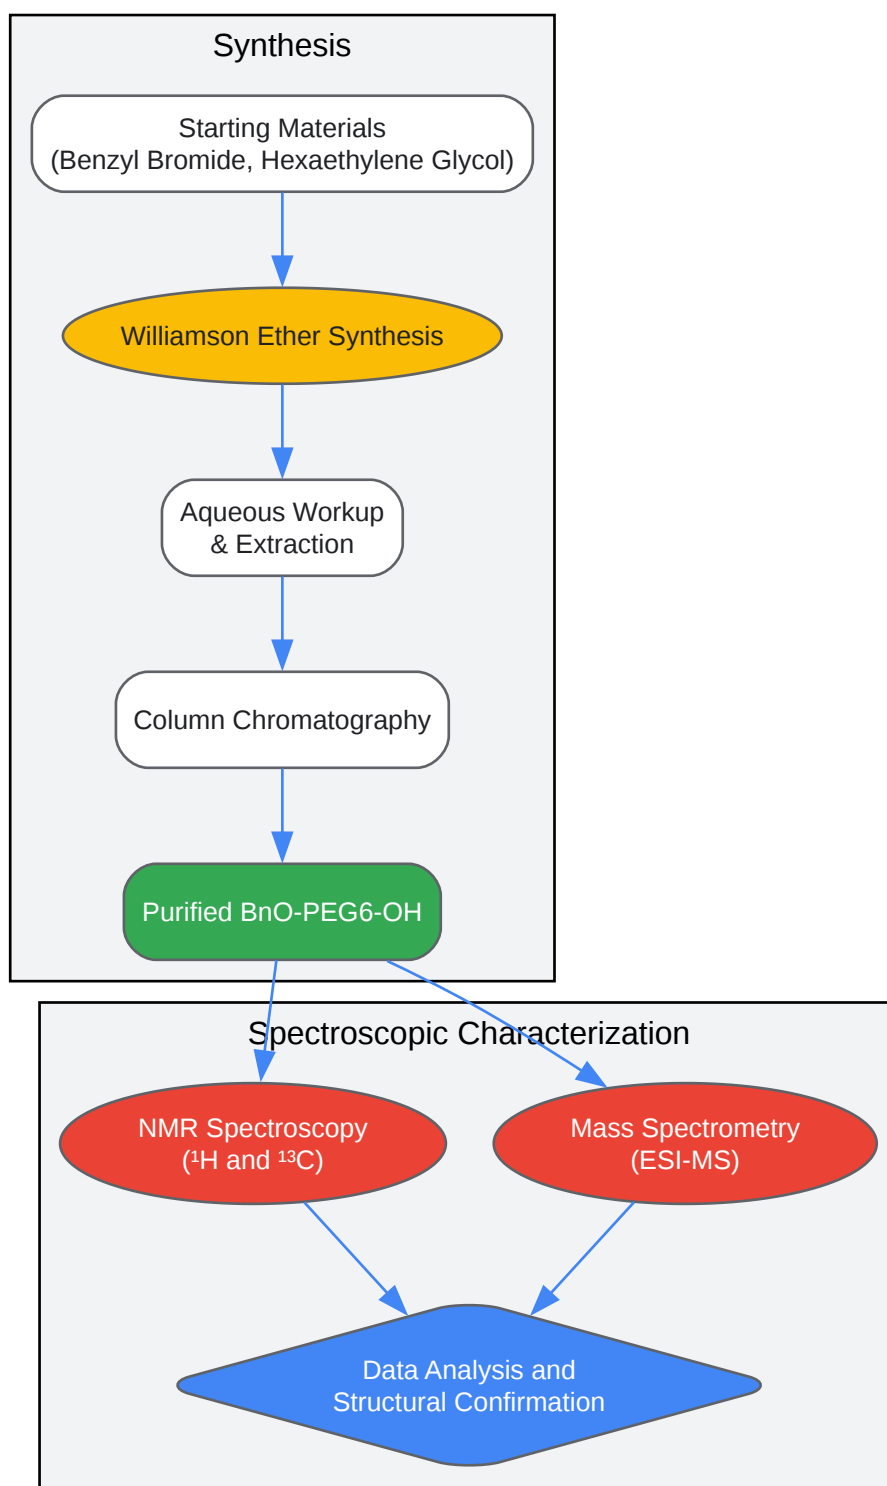 Synthesis
Starting Materials
(Benzyl Bromide, Hexaethylene Glycol)
Williamson Ether Synthesis
Aqueous Workup
& Extraction
Column Chromatography
Purified BnO-PEG6-OH
Spectroscopic Characterization
NMR Spectroscopy
(¹H and ¹³C)
Mass Spectrometry
(ESI-MS)
Data Analysis and
Structural Confirmation